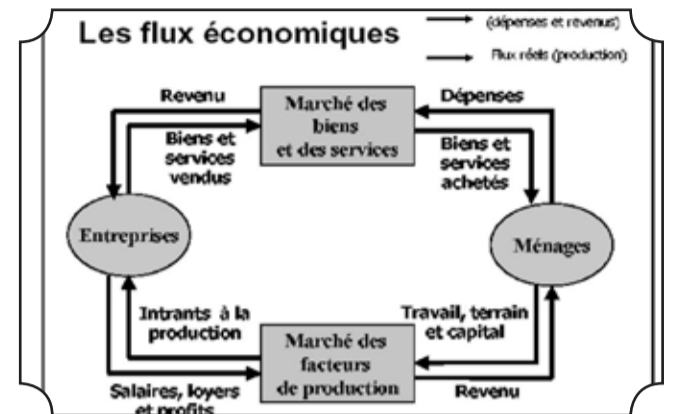 Les flux économiques
(dépenses et revenus)
Flux réels (production)
Revenu
Marché des
biens
et des services
Dépenses
Biens et
services
vendus
Biens et
services
achetés
Entreprises
Ménages
Intrants à la
production
Travail, terrain
et capital
Marché des
facteurs
de production
Salaires, loyers
et profits
Revenu